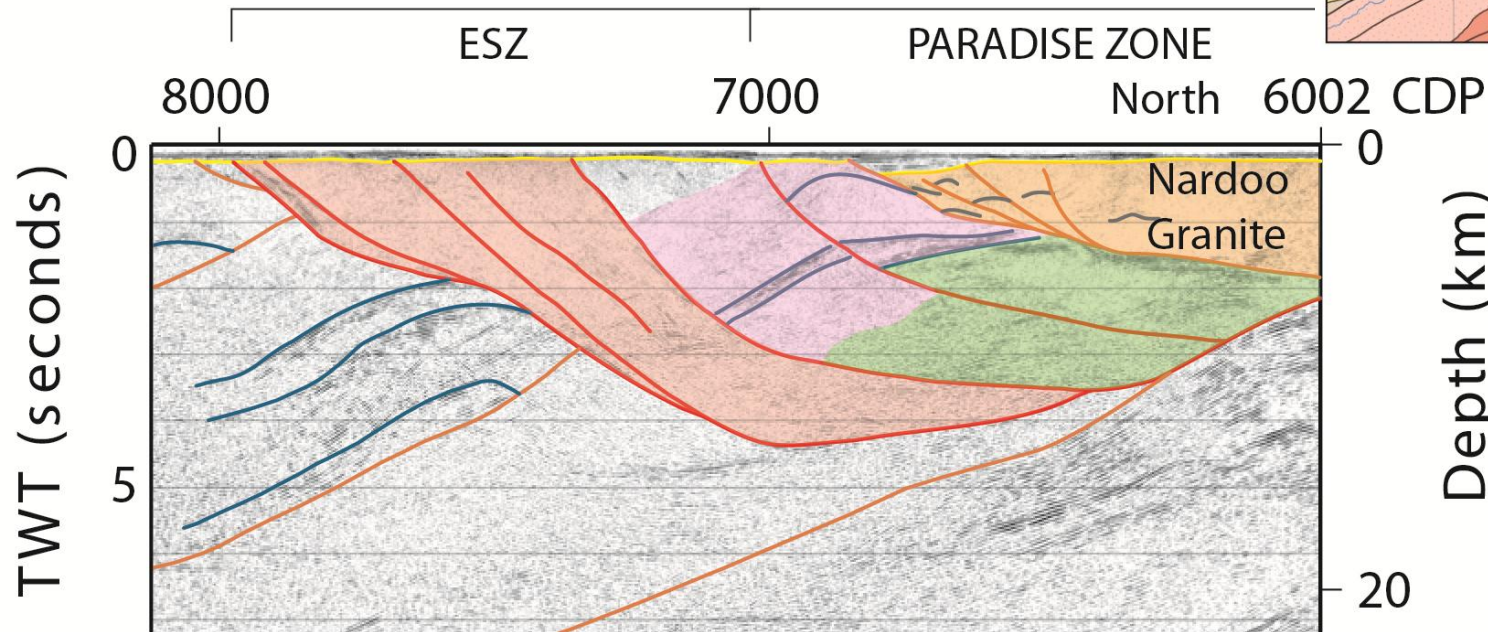 ESZ
PARADISE ZONE
8000
7000
North
6002 CDP
0
0
Nardoo
Granite
TWT (seconds)
Depth (km)
5
20